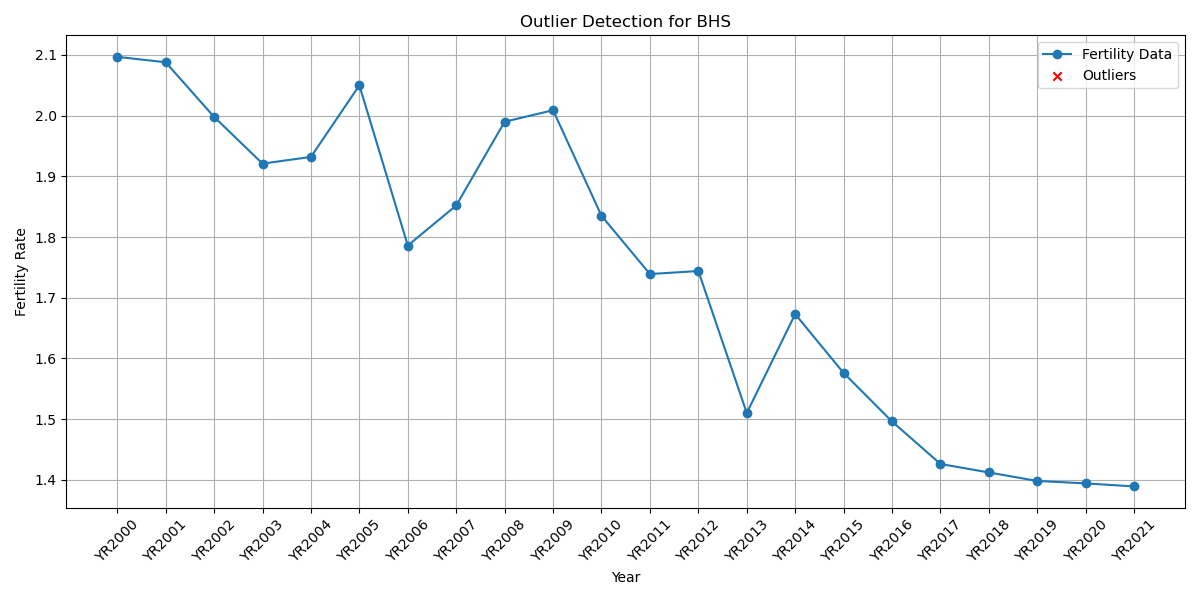 Outlier Detection for BHS
Fertility Data
Outliers
2.1
2.0
1.9
1.8
1.7
1.6
1.5
1.4
Fertility Rate
YR2000
YR2001
YR2002
YR2003
YR2004
YR2005
YR2006
YR2007
YR2008
YR2009
YR2010
YR2011
YR2012
YR2013
YR2014
YR2015
YR2016
YR2017
YR2018
YR2019
YR2020
YR2021
Year